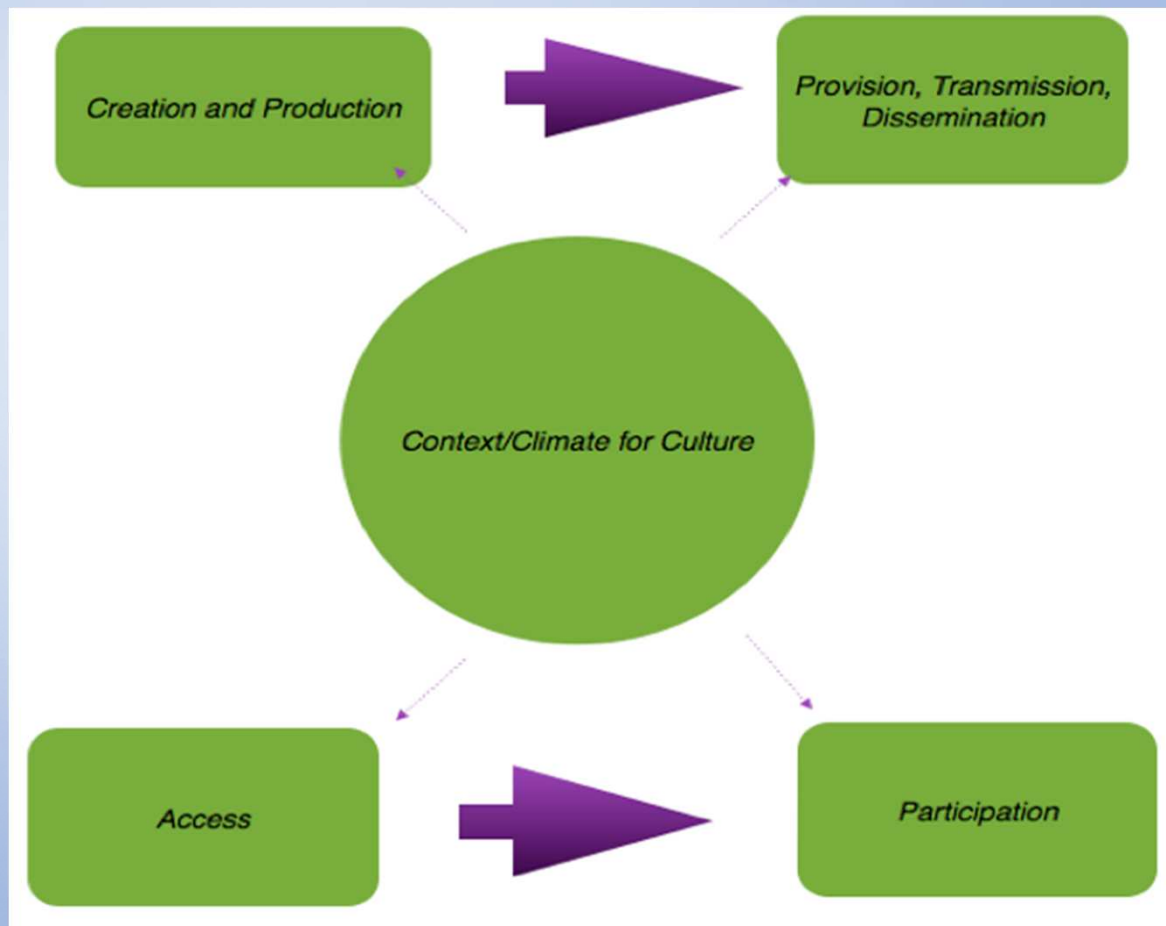 Creation and Production
Provision, Transmission,
Dissemination
Context/Climate for Culture
Access
Participation